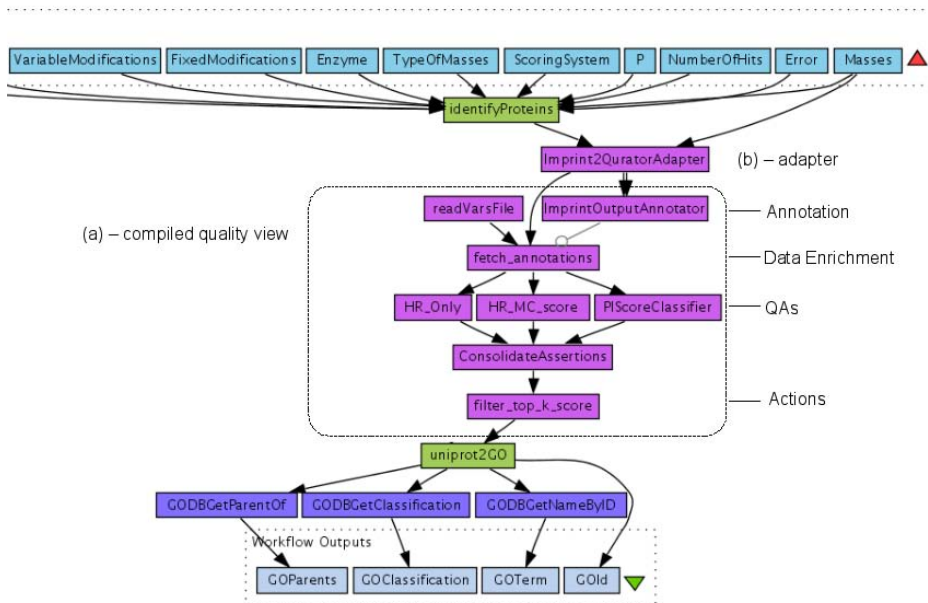 VariableModifications FixedModifications Enzyme TypeOfMasses ScoringSystem P NumberOfHits Error Masses
identifyProteins
Imprint2QuratorAdapter (b) – adapter
readVarsFile ImprintOutputAnnotator Annotation
(a) – compiled quality view
fetch_annotations Data Enrichment
HR_Only HR_MC_score PIScoreClassifier QAs
ConsolidateAssertions
filter_top_k_score Actions
uniprot2GO
GODBGetParentOf GODBGetClassification GODBGetNameByID
Workflow Outputs
GOParents GOClassification GOTerm GOId